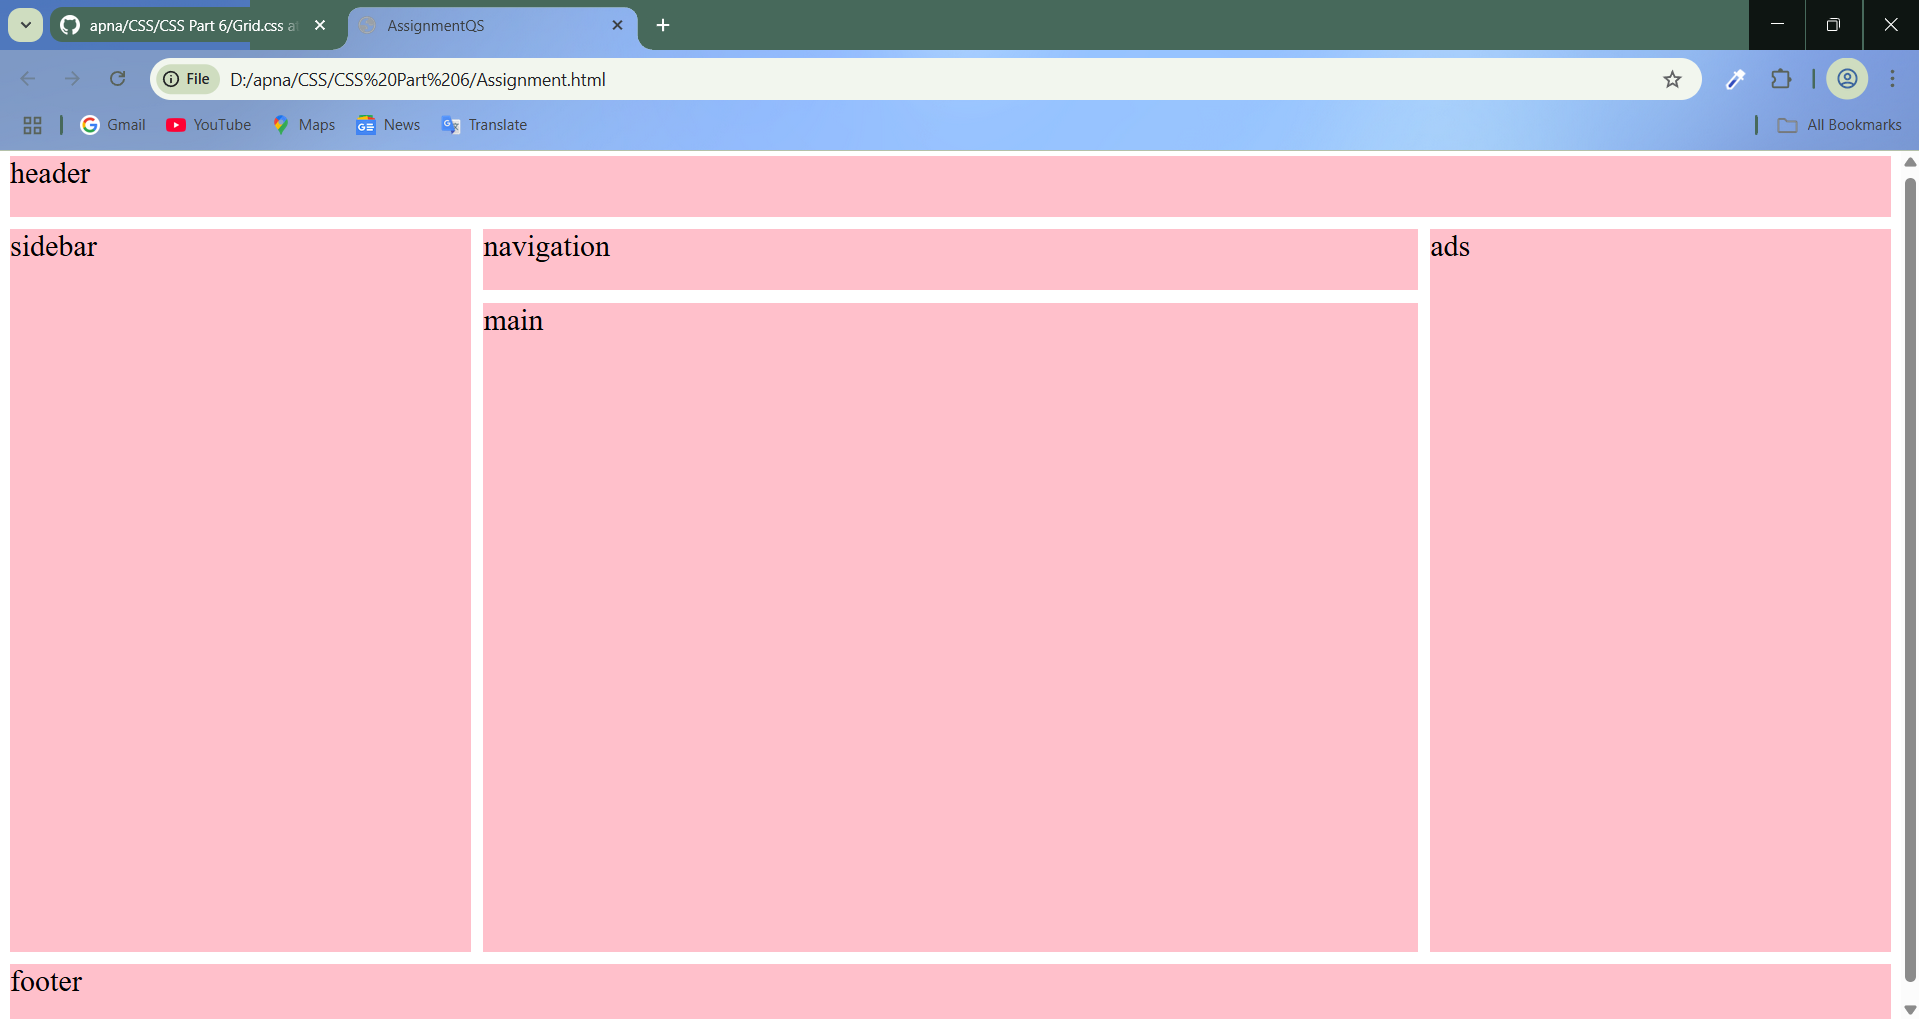 apna/CSS/CSS Part 6/Grid.css
AssignmentQS
File
D:/apna/CSS/CSS%20Part%206/Assignment.html
Gmail
YouTube
Maps
News
Translate
All Bookmarks
header
sidebar
navigation
ads
main
footer